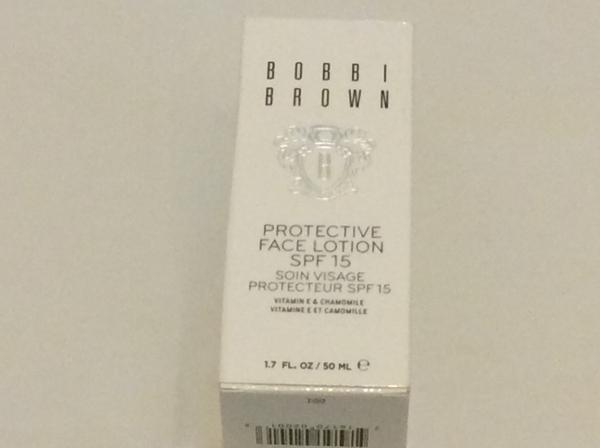 BOBBI
BROWN
PROTECTIVE
FACE LOTION
SPF 15
SOIN VISAGE
PROTECTEUR SPF 15
VITAMIN E & CHAMOMILE
VITAMINE E ET CAMOMILLE
1.7 FL. OZ / 50 ML ℮